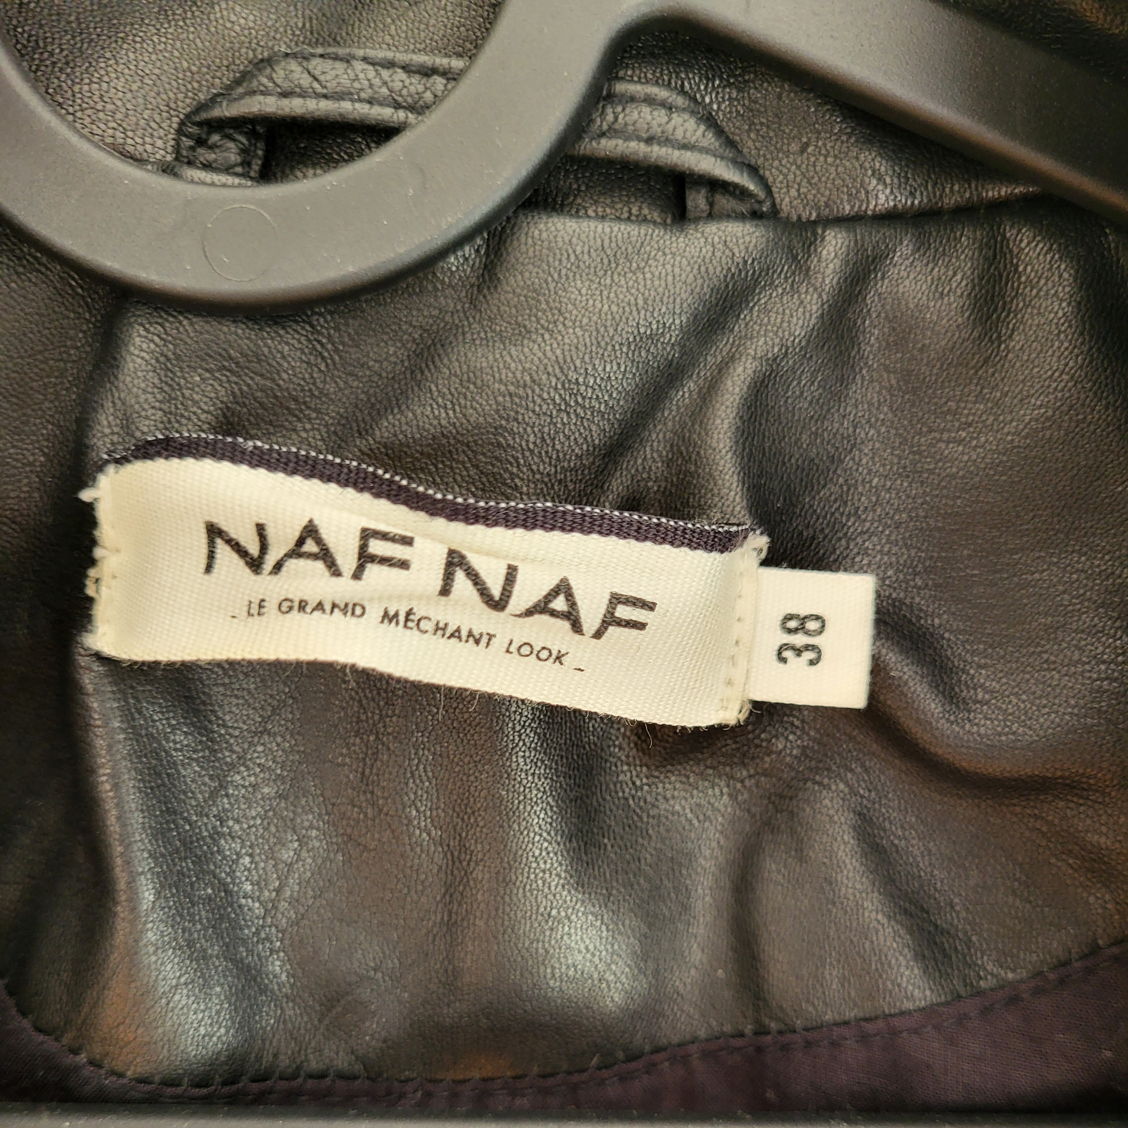 NAF NAF
- LE GRAND MÉCHANT LOOK -
38